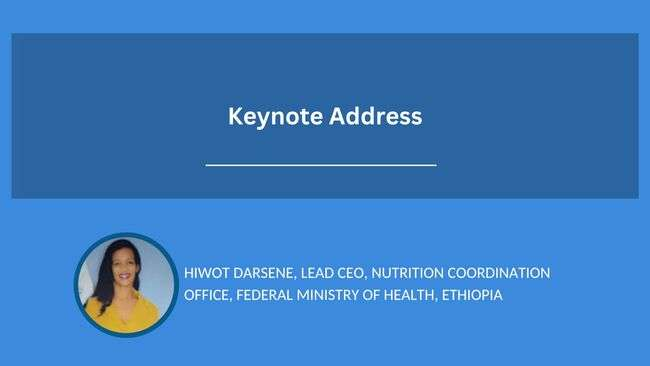 Keynote Address
HIWOT DARSENE, LEAD CEO, NUTRITION COORDINATION
OFFICE, FEDERAL MINISTRY OF HEALTH, ETHIOPIA